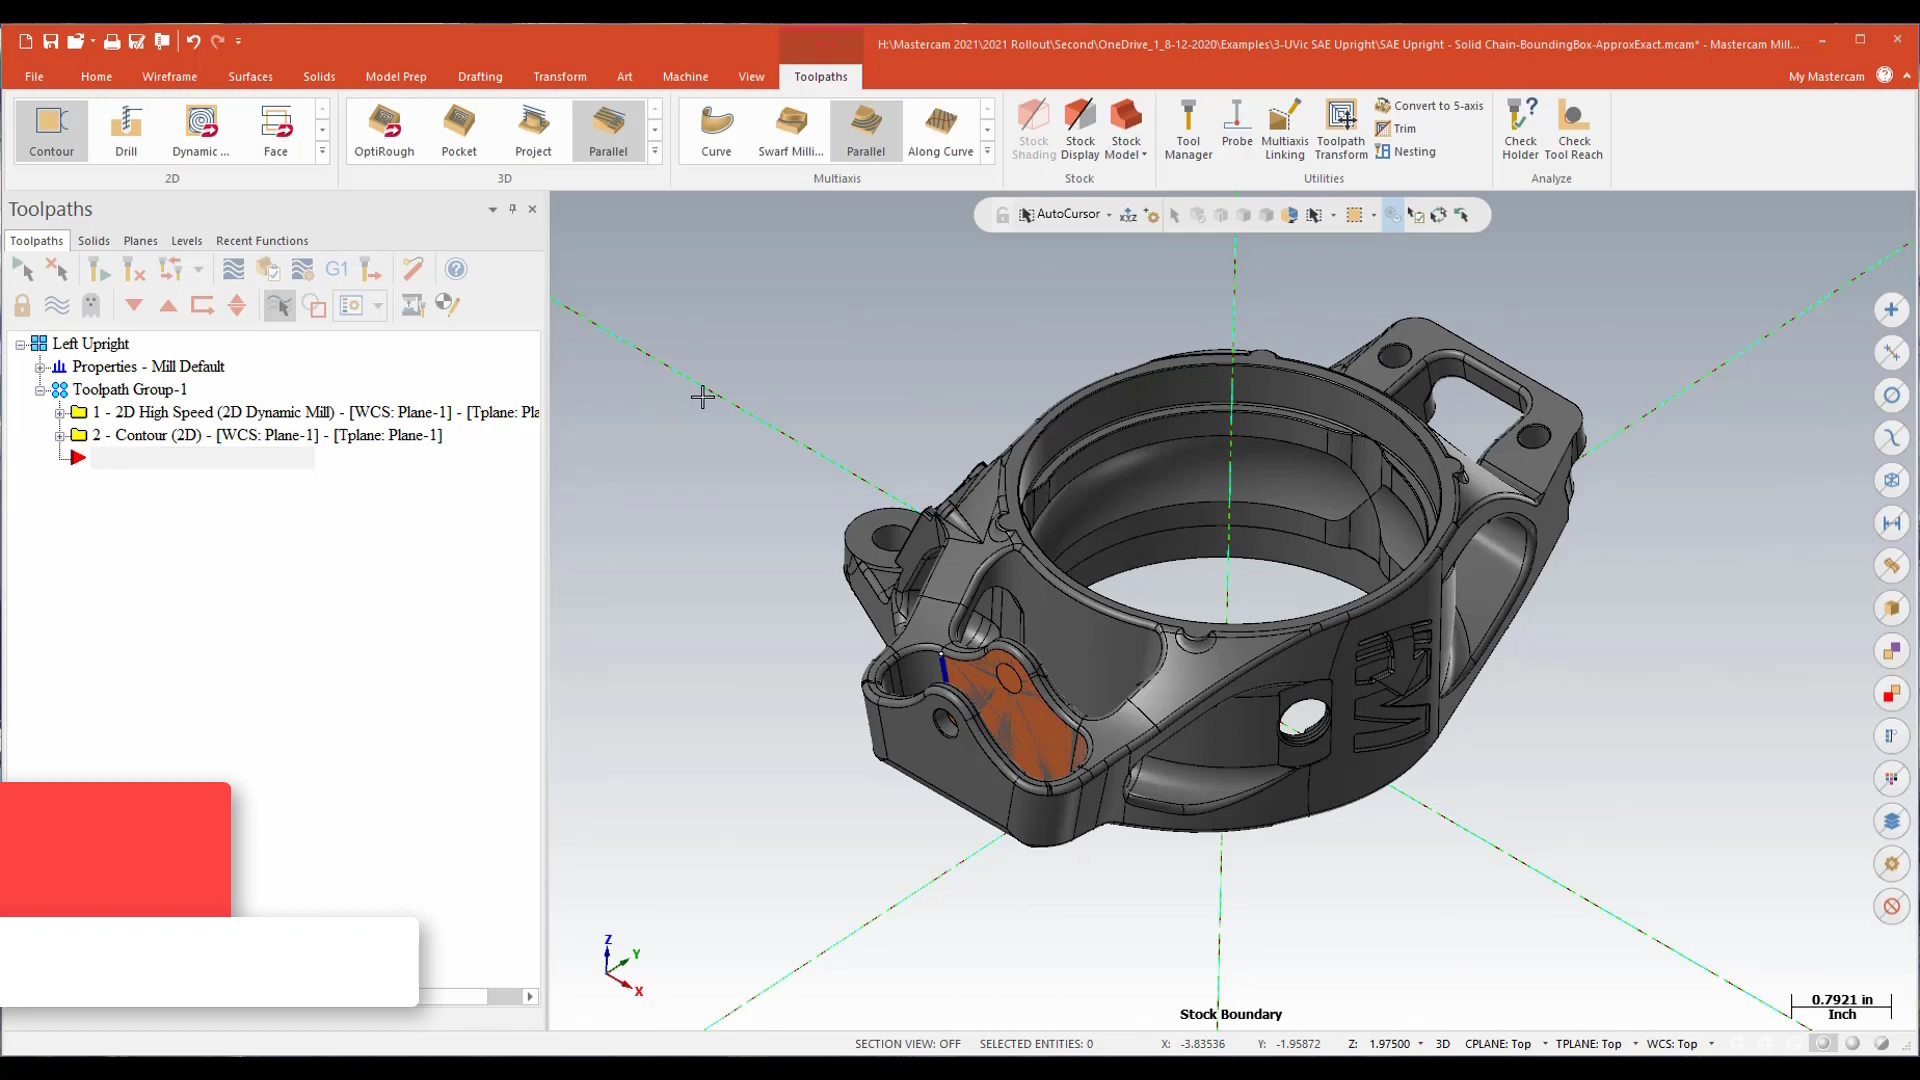 H:\Mastercam 2021\2021 Rollout\Second\OneDrive_1_8-12-2020\Examples\3-UVic SAE Upright\SAE Upright - Solid Chain-BoundingBox-ApproxExact.mcam* - Mastercam Mill...
File Home Wireframe Surfaces Solids Model Prep Drafting Transform Art Machine View Toolpaths My Mastercam
Contour Drill Dynamic ... Face
2D
OptiRough Pocket Project Parallel
3D
Curve Swarf Milli... Parallel Along Curve
Multiaxis
Stock Shading Stock Display Stock Model
Stock
Tool Manager Probe Multiaxis Linking Toolpath Transform
Convert to 5-axis
Trim
Nesting
Utilities
Check Holder Check Tool Reach
Analyze
Toolpaths
Toolpaths Solids Planes Levels Recent Functions
G1
AutoCursor
XYZ
Left Upright
Properties - Mill Default
Toolpath Group-1
1 - 2D High Speed (2D Dynamic Mill) - [WCS: Plane-1] - [Tplane: Pla
2 - Contour (2D) - [WCS: Plane-1] - [Tplane: Plane-1]
Z
Y
X
Stock Boundary
0.7921 in
Inch
SECTION VIEW: OFF SELECTED ENTITIES: 0 X: -3.83536 Y: -1.95872 Z: 1.97500 3D CPLANE: Top TPLANE: Top WCS: Top